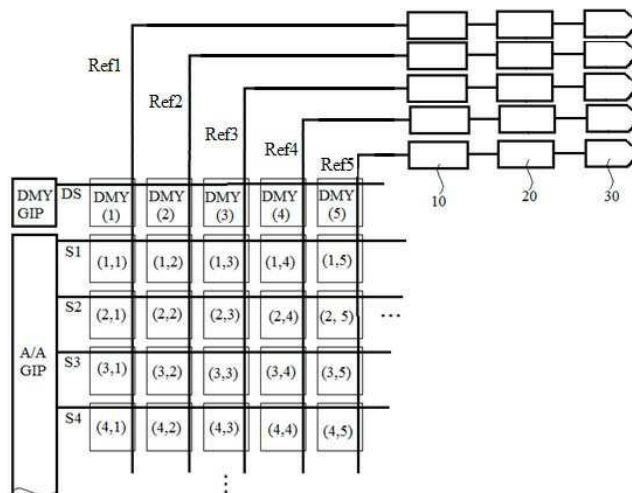 Ref1
Ref2
Ref3
Ref4
Ref5
10 20 30
DMY GIP
DS
DMY (1) DMY (2) DMY (3) DMY (4) DMY (5)
A/A GIP
S1
(1,1) (1,2) (1,3) (1,4) (1,5)
S2
(2,1) (2,2) (2,3) (2,4) (2, 5) ...
S3
(3,1) (3,2) (3,3) (3,4) (3,5)
S4
(4,1) (4,2) (4,3) (4,4) (4,5)
⋮